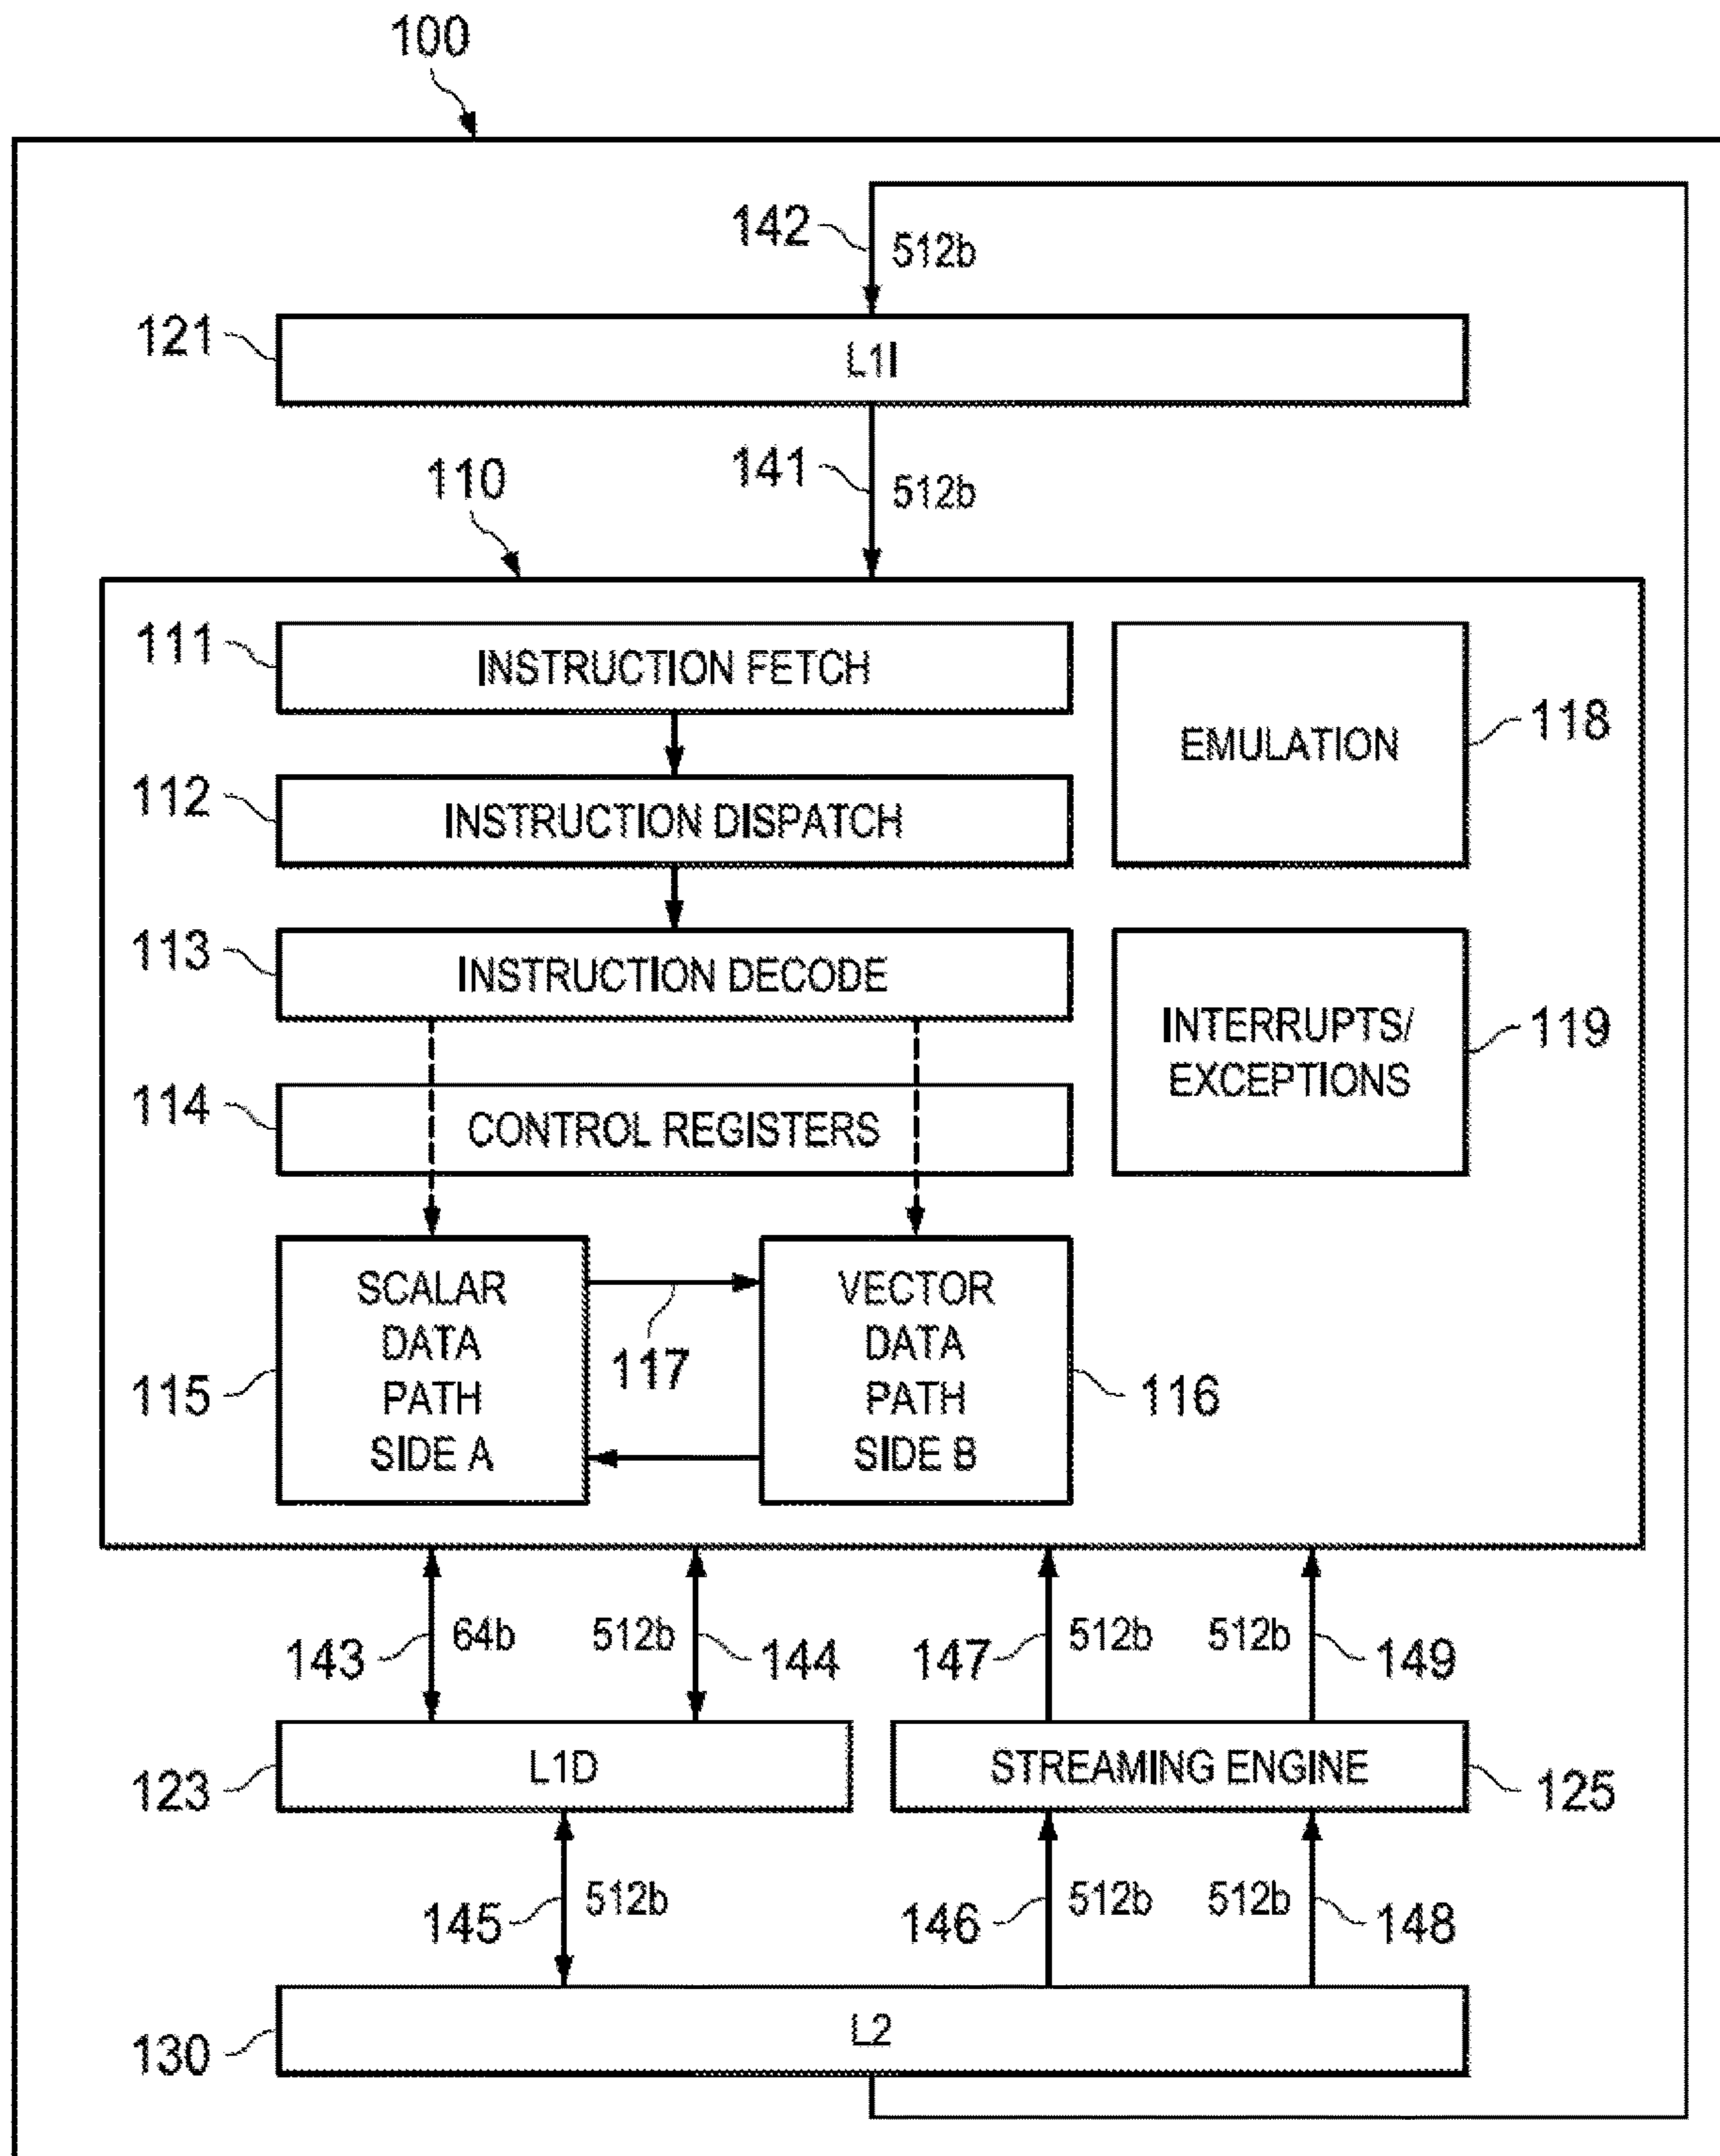 100
142
512b
121
L1I
141
512b
110
111
INSTRUCTION FETCH
EMULATION
118
112
INSTRUCTION DISPATCH
113
INSTRUCTION DECODE
INTERRUPTS/
EXCEPTIONS
119
114
CONTROL REGISTERS
SCALAR
DATA
PATH
SIDE A
115
117
VECTOR
DATA
PATH
SIDE B
116
143
64b
512b
144
147
512b
512b
149
123
L1D
STREAMING ENGINE
125
145
512b
146
512b
512b
148
130
L2